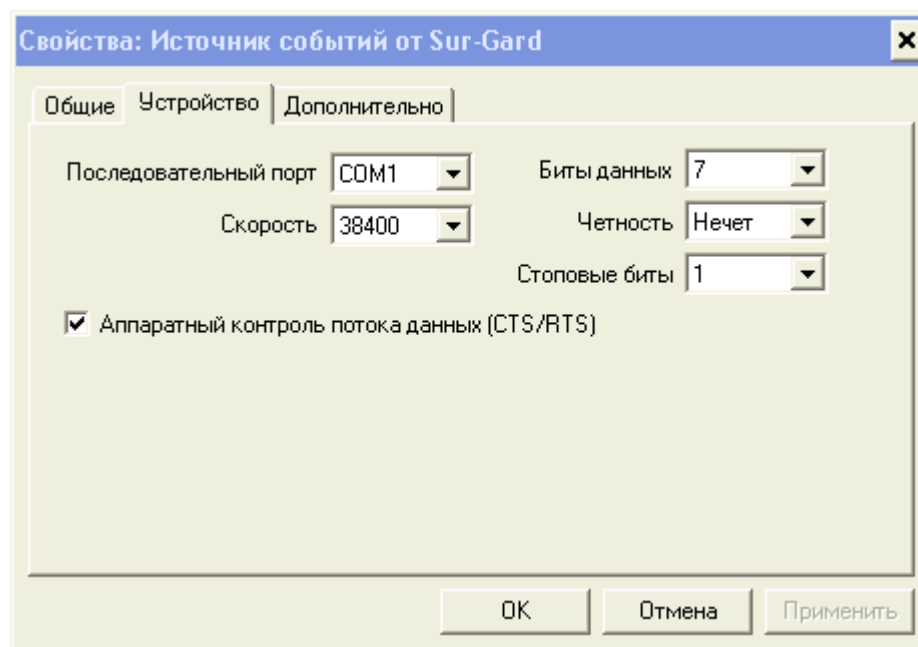 Свойства: Источник событий от Sur-Gard
Общие Устройство Дополнительно
Последовательный порт COM1 Биты данных 7
Скорость 38400 Четность Нечет
Стоповые биты 1
Аппаратный контроль потока данных (CTS/RTS)
OK Отмена Применить